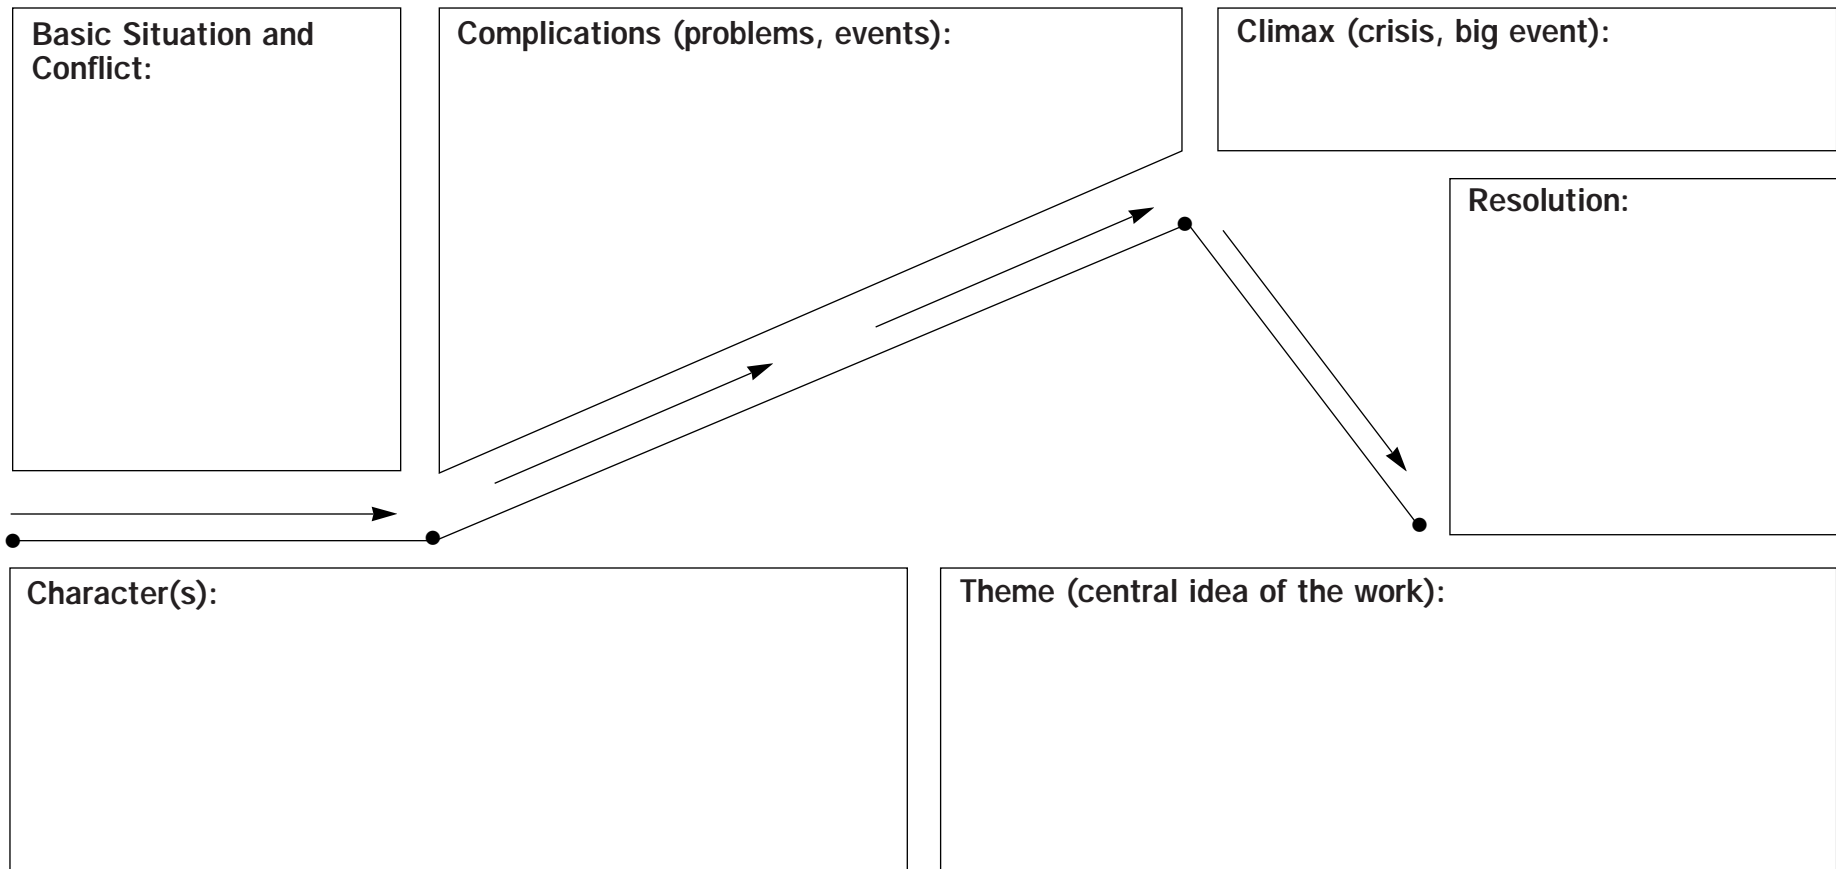 Basic Situation and
Conflict:
Complications (problems, events):
Climax (crisis, big event):
Resolution:
Character(s):
Theme (central idea of the work):